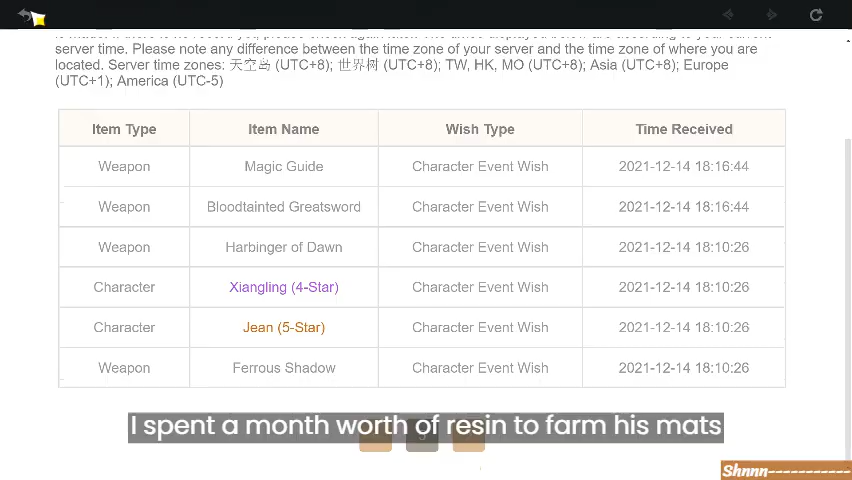 server time. Please note any difference between the time zone of your server and the time zone of where you are
located. Server time zones: 天空岛 (UTC+8); 世界树 (UTC+8); TW, HK, MO (UTC+8); Asia (UTC+8); Europe
(UTC+1); America (UTC-5)
Item Type Item Name Wish Type Time Received
Weapon Magic Guide Character Event Wish 2021-12-14 18:16:44
Weapon Bloodtainted Greatsword Character Event Wish 2021-12-14 18:16:44
Weapon Harbinger of Dawn Character Event Wish 2021-12-14 18:10:26
Character Xiangling (4-Star) Character Event Wish 2021-12-14 18:10:26
Character Jean (5-Star) Character Event Wish 2021-12-14 18:10:26
Weapon Ferrous Shadow Character Event Wish 2021-12-14 18:10:26
I spent a month worth of resin to farm his mats
Shnnn-----------